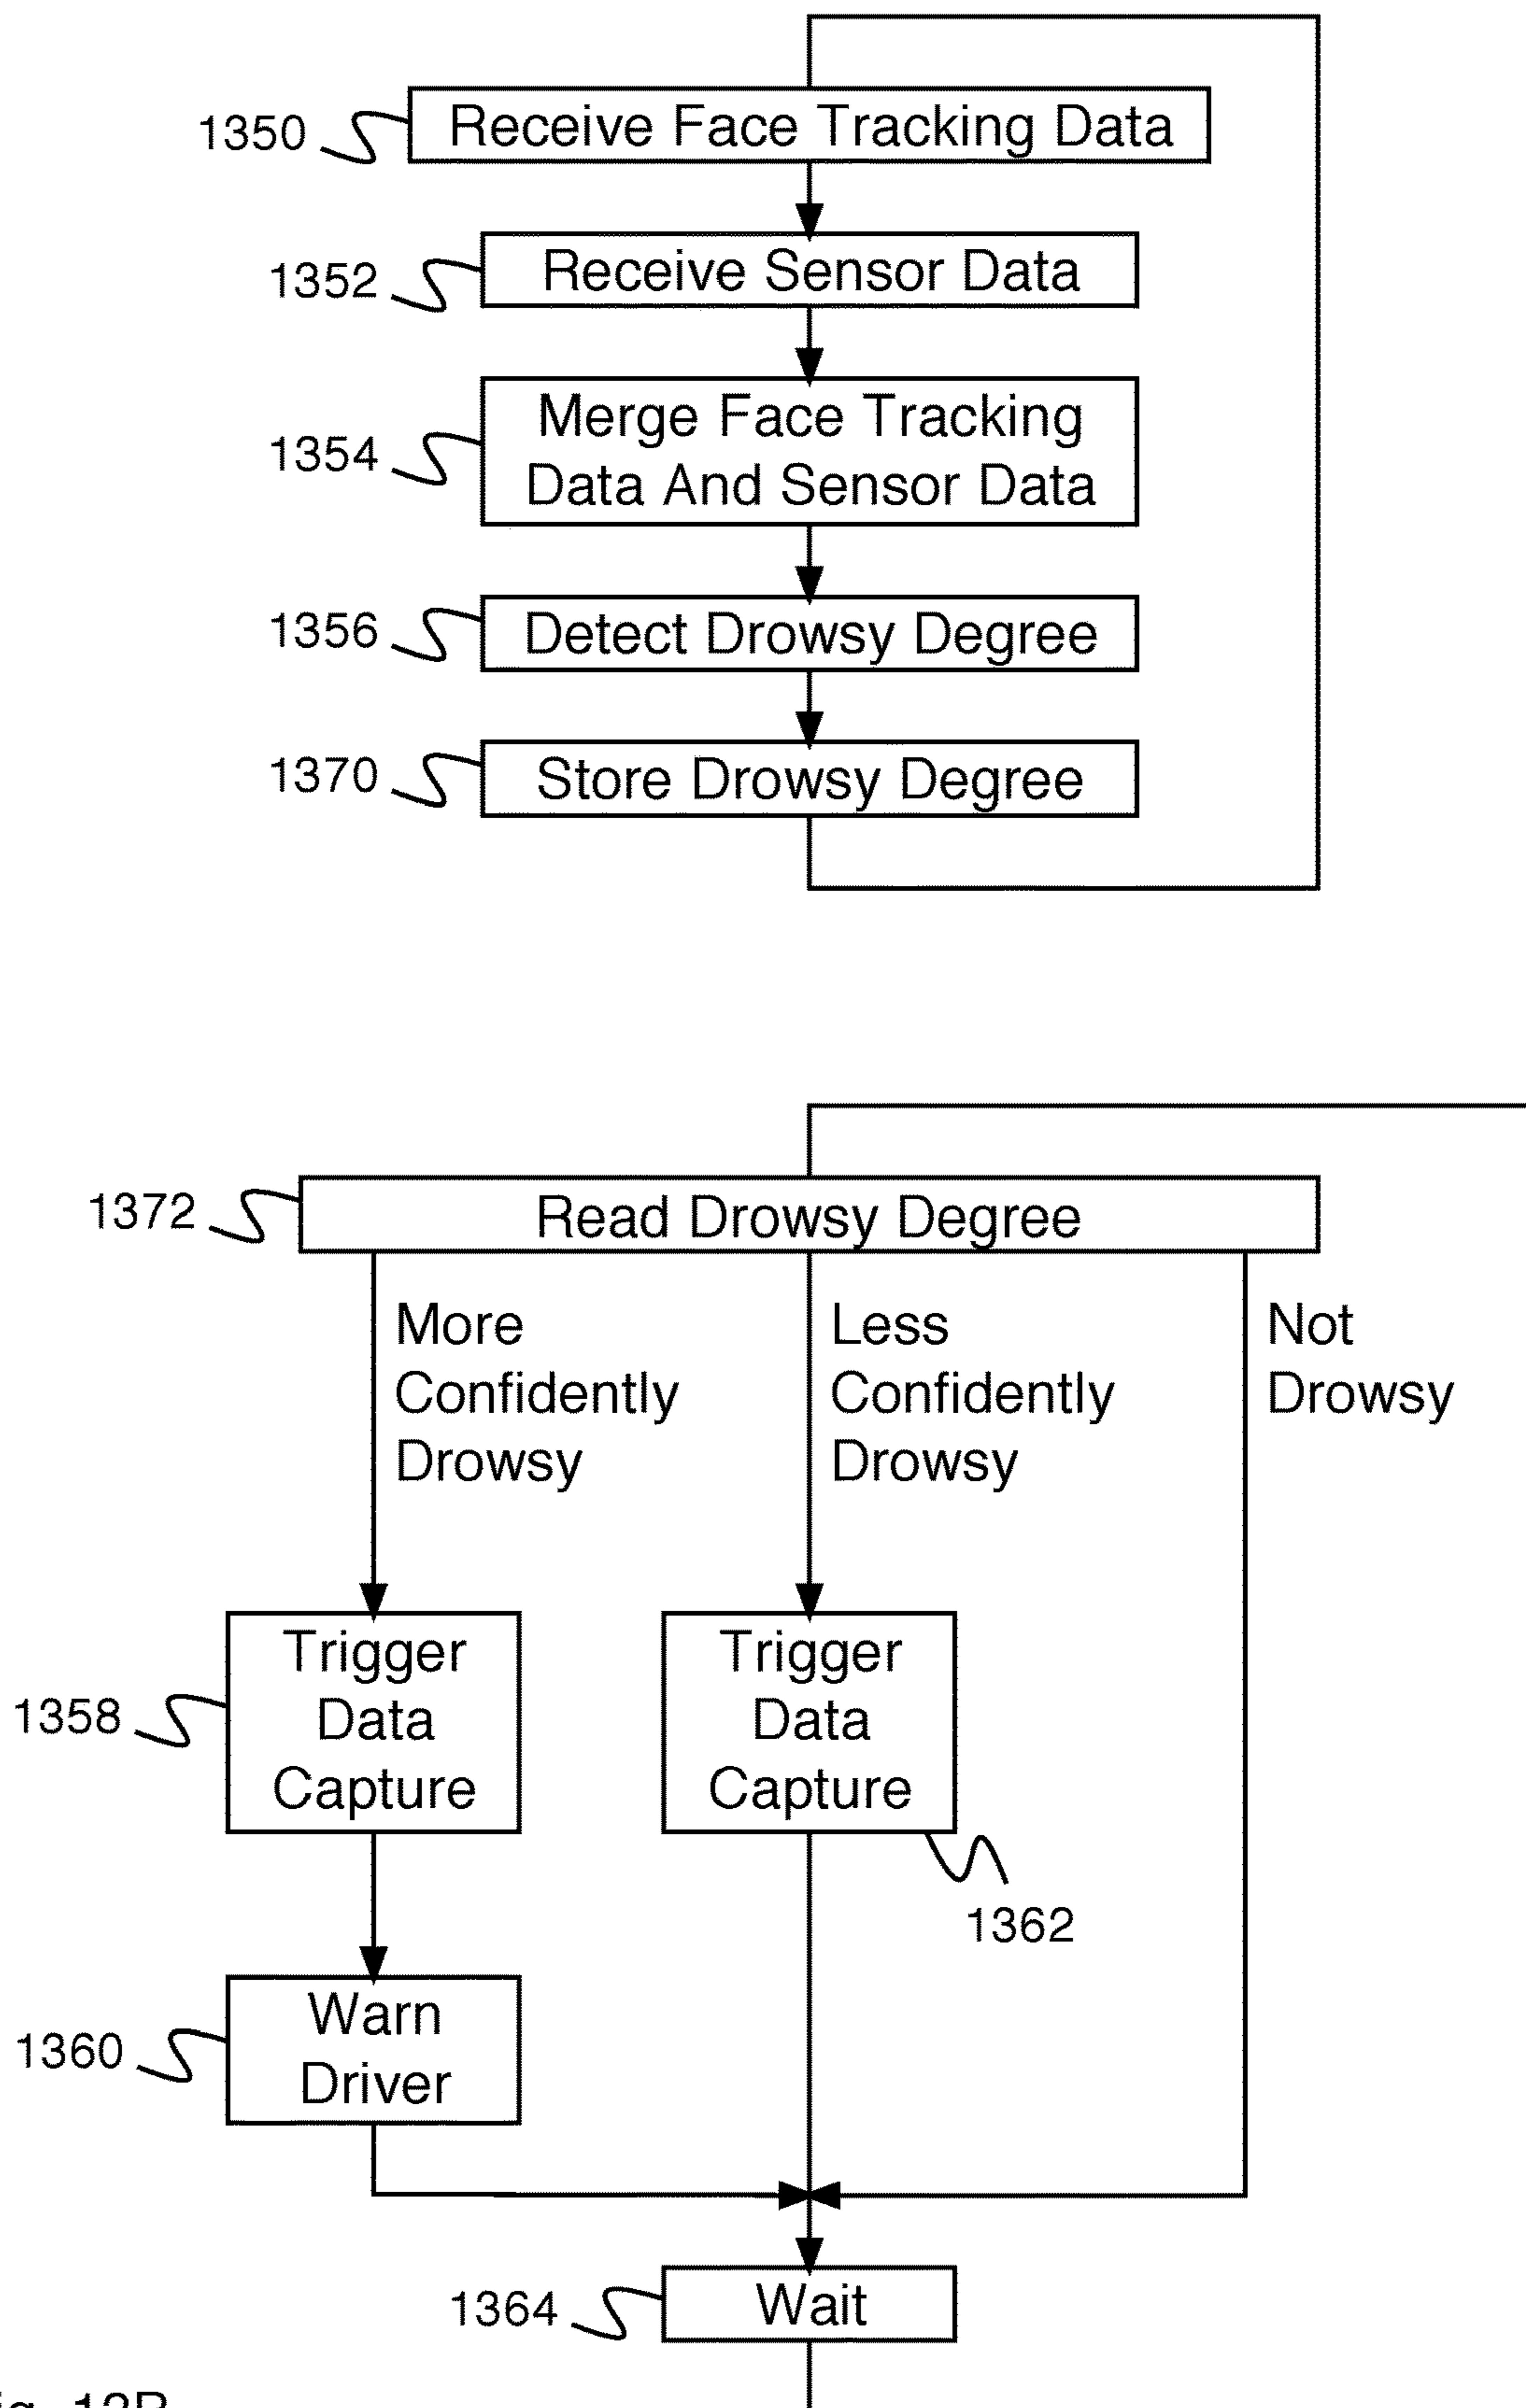 1350
Receive Face Tracking Data
1352
Receive Sensor Data
1354
Merge Face Tracking
Data And Sensor Data
1356
Detect Drowsy Degree
1370
Store Drowsy Degree
1372
Read Drowsy Degree
More
Confidently
Drowsy
Less
Confidently
Drowsy
Not
Drowsy
1358
Trigger
Data
Capture
Trigger
Data
Capture
1362
1360
Warn
Driver
1364
Wait